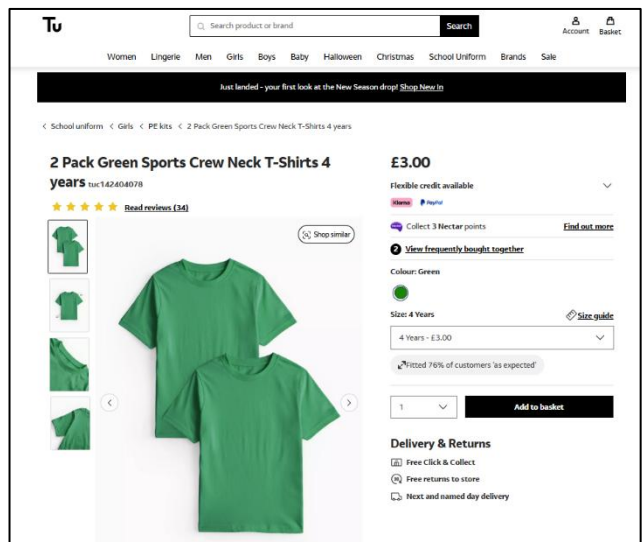 Tu
Search product or brand
Search
Account
Basket
Women Lingerie Men Girls Boys Baby Halloween Christmas School Uniform Brands Sale
Just landed - your first look at the New Season drop! Shop New In
< School uniform < Girls < PE kits < 2 Pack Green Sports Crew Neck T-Shirts 4 years
2 Pack Green Sports Crew Neck T-Shirts 4
years tuc142404078
Read reviews (34)
Shop similar
£3.00
Flexible credit available
Klarna PayPal
Collect 3 Nectar points
Find out more
2 View frequently bought together
Colour: Green
Size: 4 Years
Size guide
4 Years - £3.00
Fitted 76% of customers 'as expected'
1
Add to basket
Delivery & Returns
Free Click & Collect
Free returns to store
Next and named day delivery